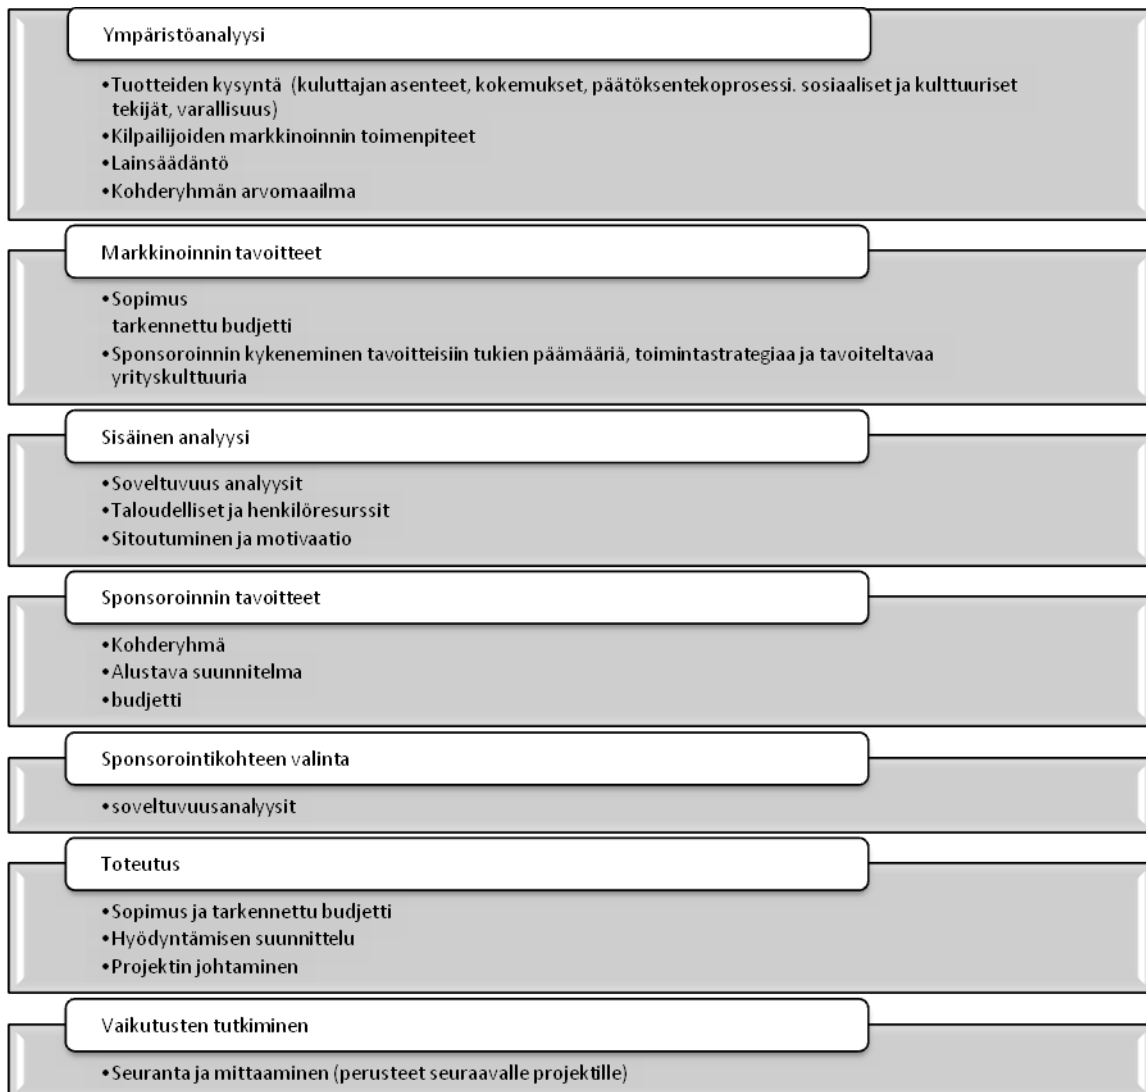 Ympäristöanalyysi
•Tuotteiden kysyntä (kuluttajan asenteet, kokemukset, päätöksentekoprosessi. sosiaaliset ja kulttuuriset
tekijät, varallisuus)
•Kilpailijoiden markkinoinnin toimenpiteet
•Lainsäädäntö
•Kohderyhmän arvomaailma
Markkinoinnin tavoitteet
•Sopimus
tarkennettu budjetti
•Sponsoroinnin kykeneminen tavoitteisiin tukien päämääriä, toimintastrategiaa ja tavoiteltavaa
yrityskulttuuria
Sisäinen analyysi
•Soveltuvuus analyysit
•Taloudelliset ja henkilöresurssit
•Sitoutuminen ja motivaatio
Sponsoroinnin tavoitteet
•Kohderyhmä
•Alustava suunnitelma
•budjetti
Sponsorointikohteen valinta
•soveltuvuusanalyysit
Toteutus
•Sopimus ja tarkennettu budjetti
•Hyödyntämisen suunnittelu
•Projektin johtaminen
Vaikutusten tutkiminen
•Seuranta ja mittaaminen (perusteet seuraavalle projektille)